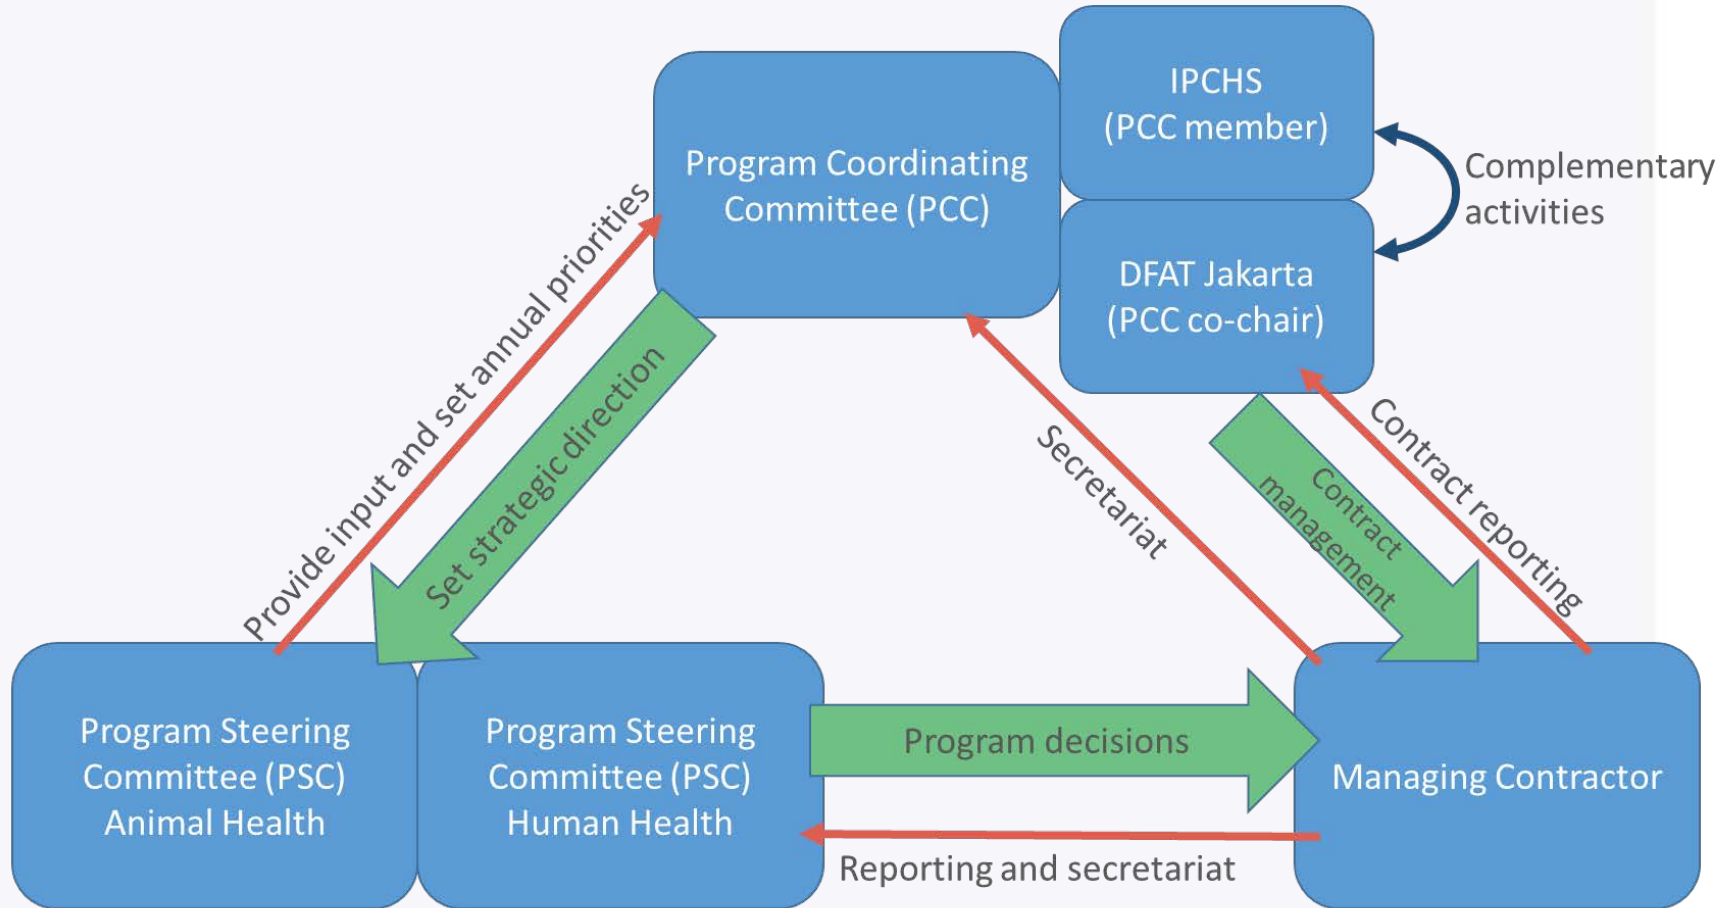 IPCHS
(PCC member)
Program Coordinating
Committee (PCC)
Complementary
activities
DFAT Jakarta
(PCC co-chair)
Provide input and set annual priorities
Set strategic direction
Secretariat
Contract
management
Contract reporting
Program Steering
Committee (PSC)
Animal Health
Program Steering
Committee (PSC)
Human Health
Program decisions
Managing Contractor
Reporting and secretariat